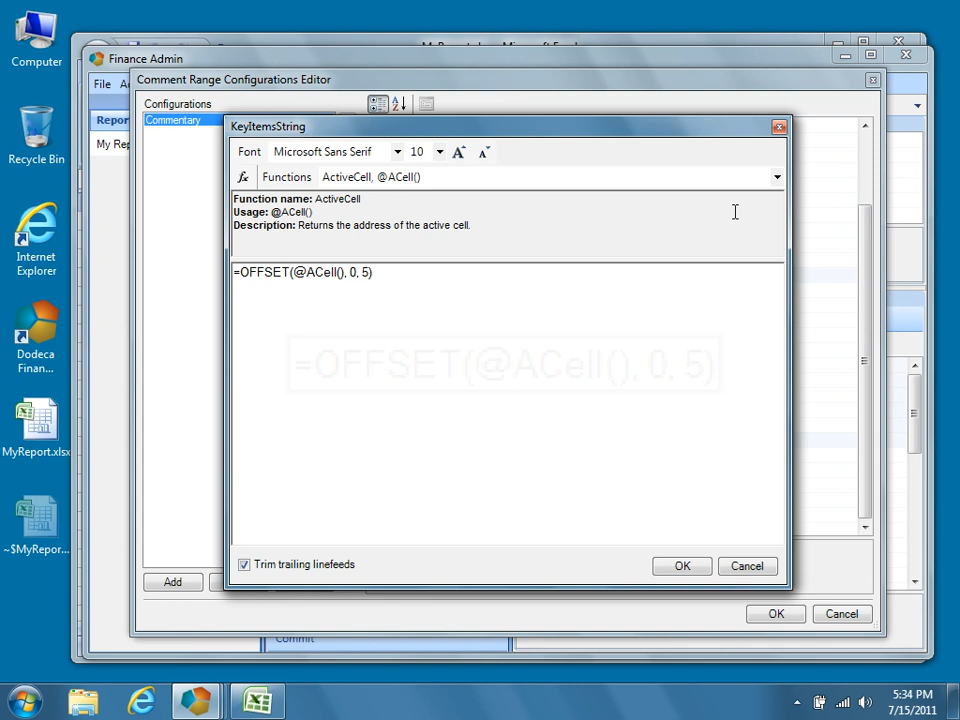 Computer
Recycle Bin
Internet
Explorer
Dodeca
Finan...
MyReport.xlsx
~$MyRepor...
Finance Admin
File
Repor
My Rep
Comment Range Configurations Editor
Configurations
Commentary
KeyItemsString
Font Microsoft Sans Serif 10
Functions ActiveCell, @ACell()
Function name: ActiveCell
Usage: @ACell()
Description: Returns the address of the active cell.
=OFFSET(@ACell(), 0, 5)
=OFFSET(@ACell(), 0, 5)
Trim trailing linefeeds
OK Cancel
Add
OK Cancel
Commit
5:34 PM
7/15/2011